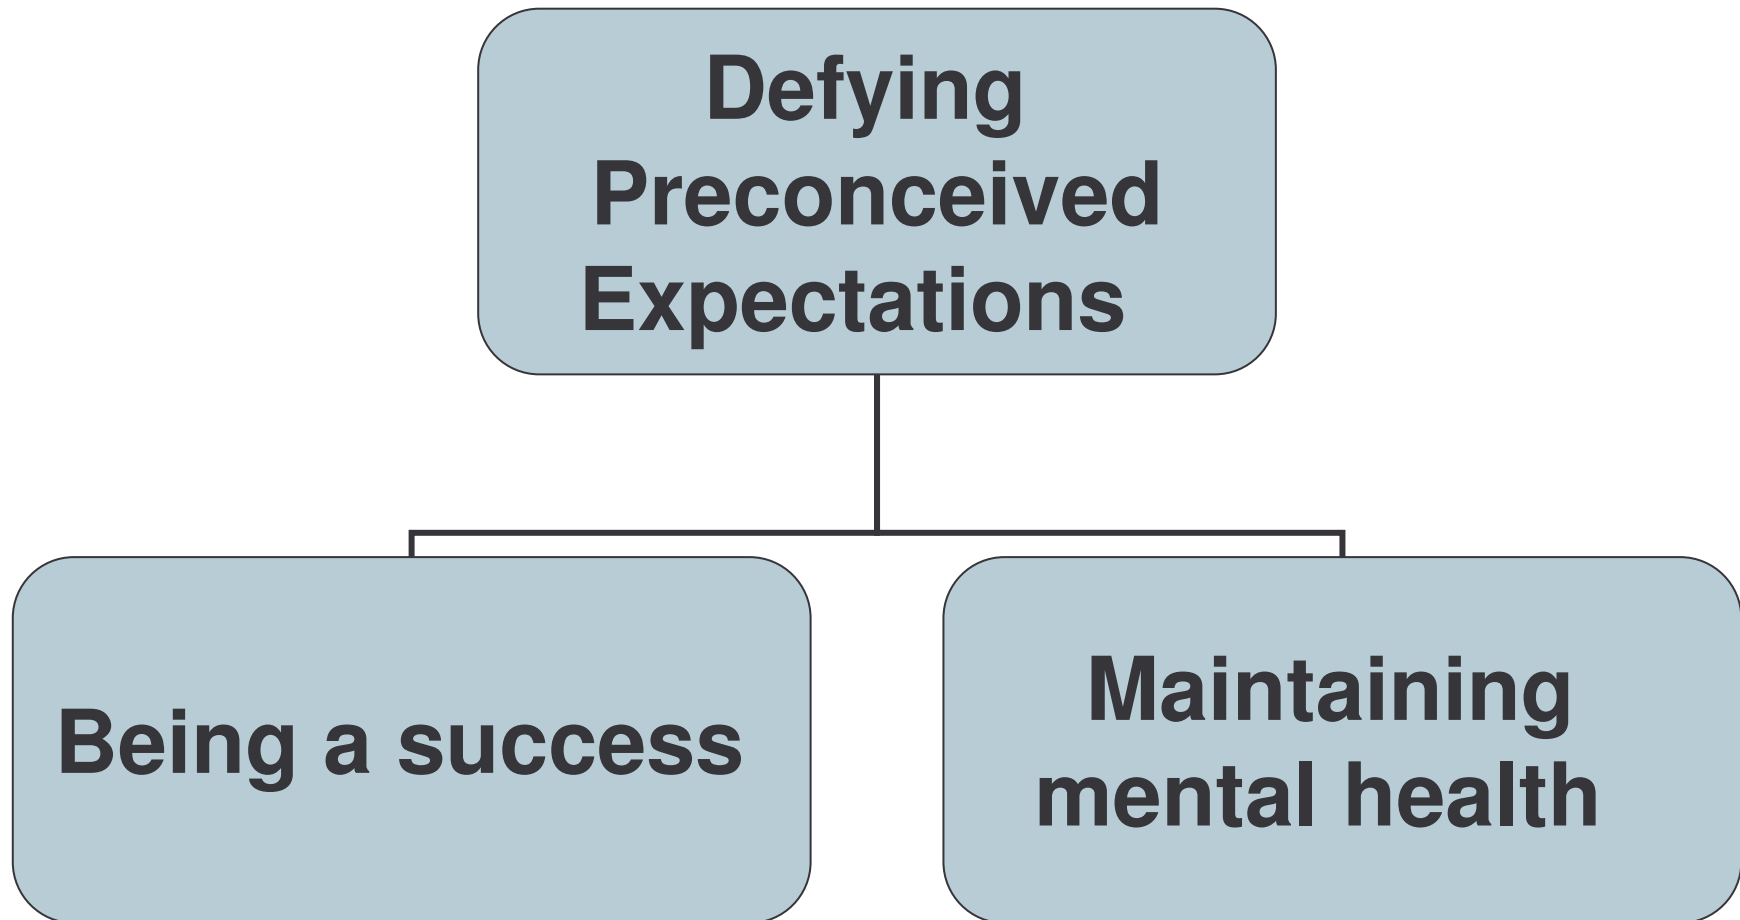 Defying
Preconceived
Expectations
Being a success
Maintaining
mental health